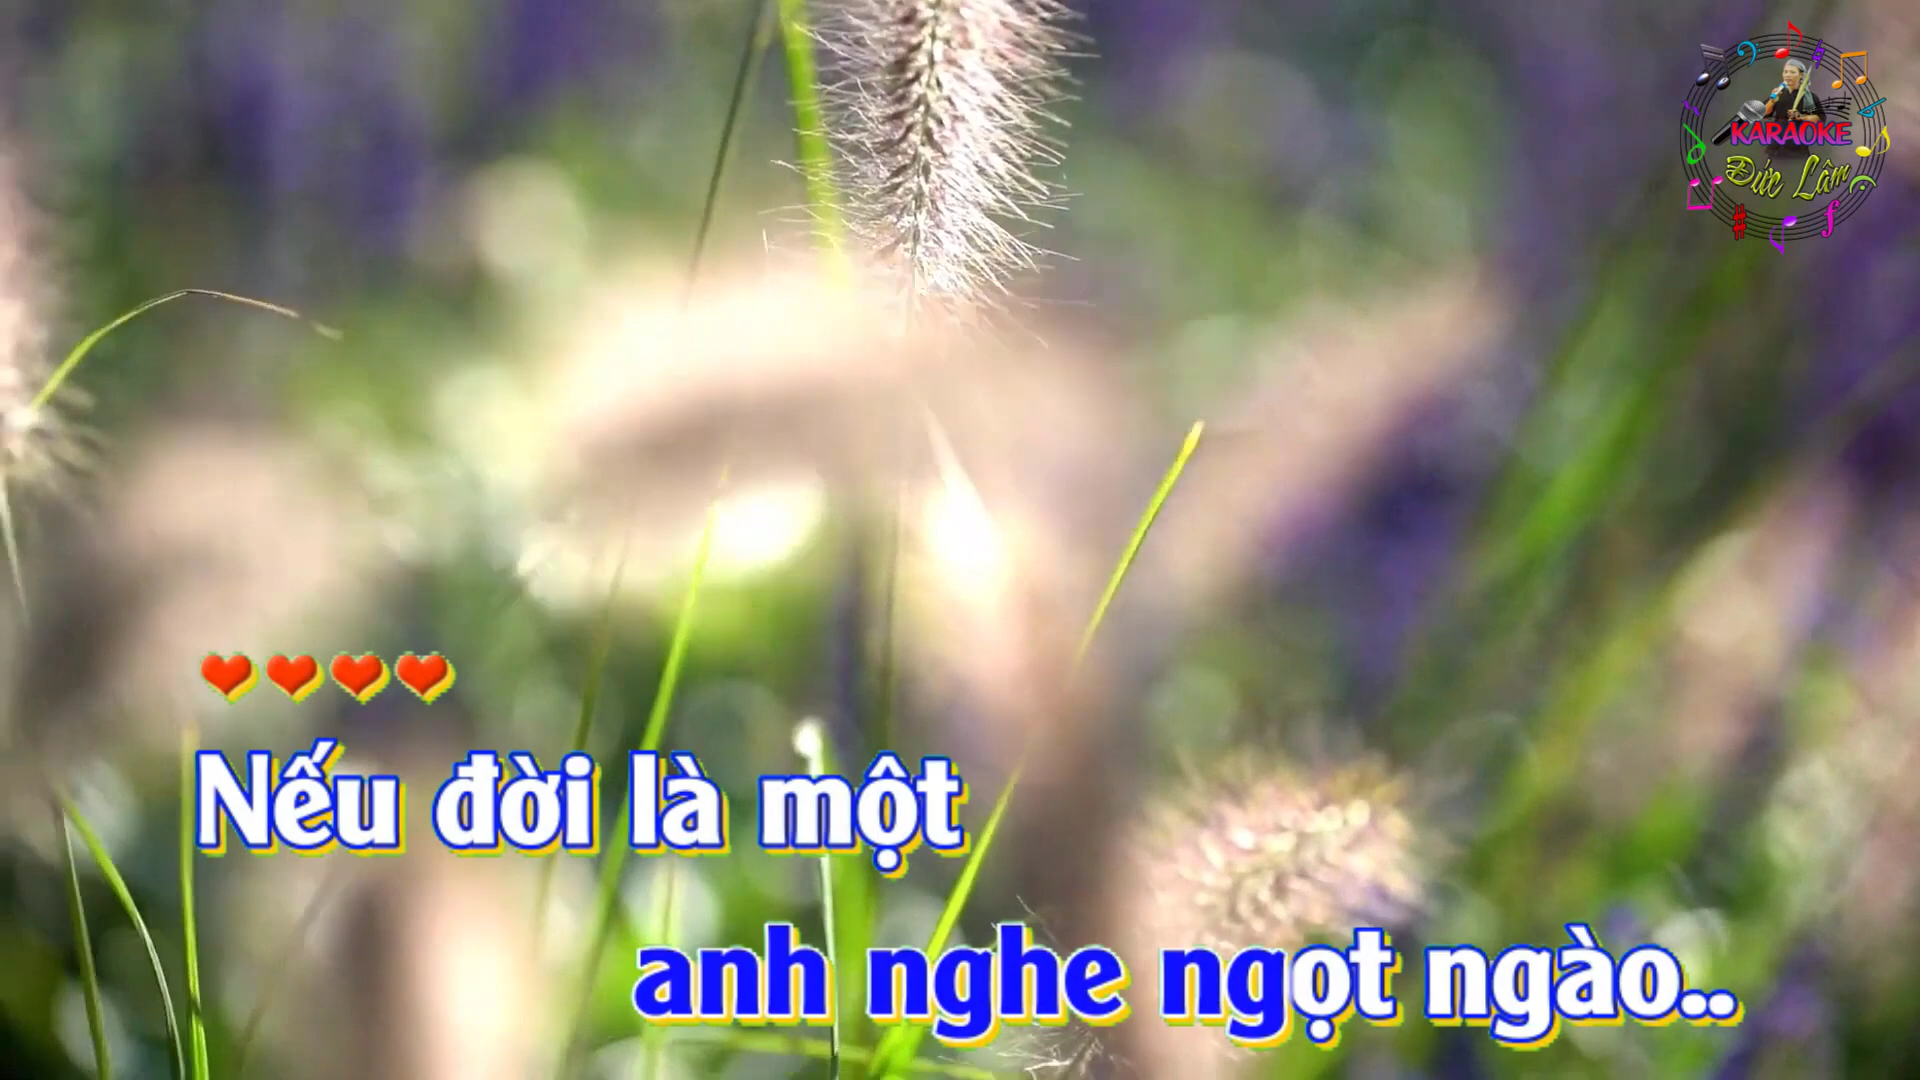 KARAOKE
Đức Lâm
Nếu đời là một
anh nghe ngọt ngào..